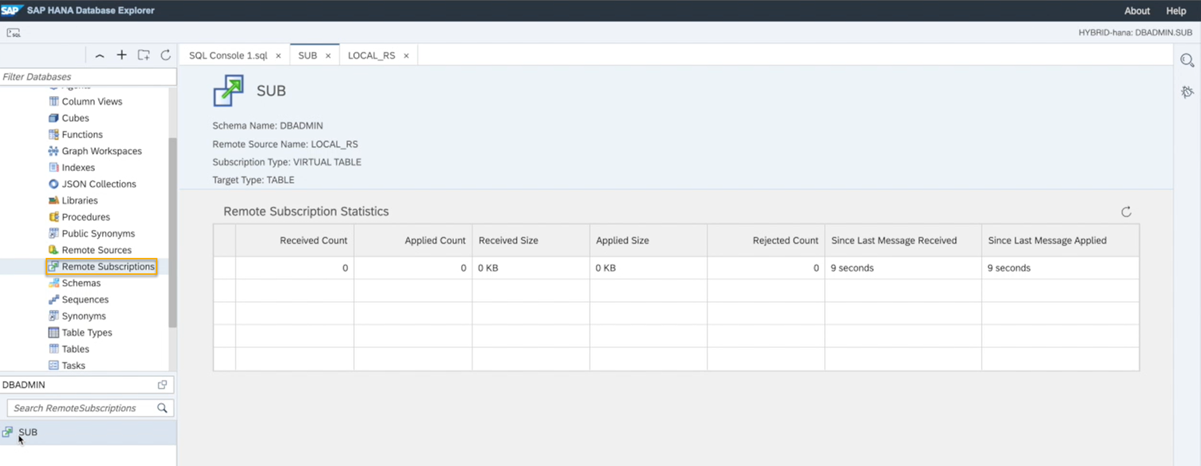 SAP SAP HANA Database Explorer About Help
HYBRID-hana: DBADMIN.SUB
SQL Console 1.sql × SUB × LOCAL_RS ×
Filter Databases
Column Views
Cubes
Functions
Graph Workspaces
Indexes
JSON Collections
Libraries
Procedures
Public Synonyms
Remote Sources
Remote Subscriptions
Schemas
Sequences
Synonyms
Table Types
Tables
Tasks
DBADMIN
Search RemoteSubscriptions
SUB
SUB
Schema Name: DBADMIN
Remote Source Name: LOCAL_RS
Subscription Type: VIRTUAL TABLE
Target Type: TABLE
Remote Subscription Statistics
Received Count Applied Count Received Size Applied Size Rejected Count Since Last Message Received Since Last Message Applied
0 0 0 KB 0 KB 0 9 seconds 9 seconds